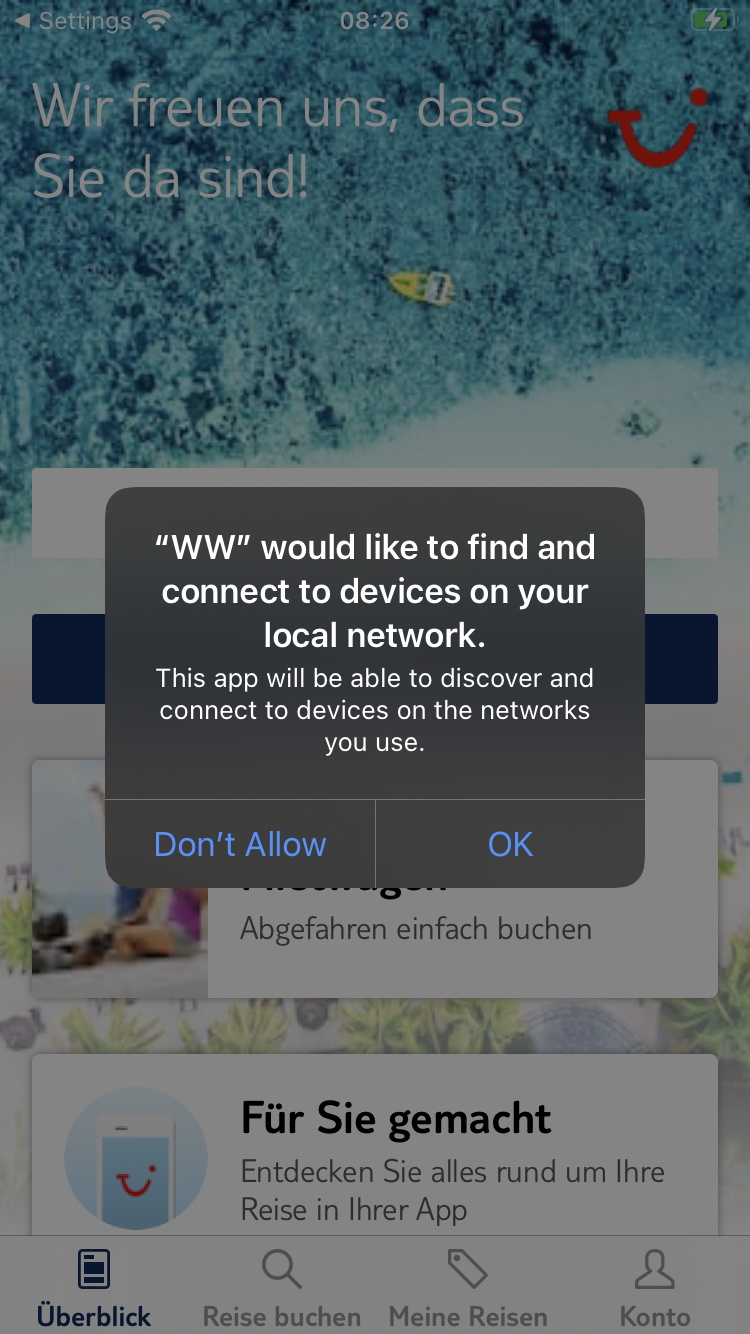 Settings 08:26
Wir freuen uns, dass
Sie da sind!
“WW” would like to find and
connect to devices on your
local network.
This app will be able to discover and
connect to devices on the networks
you use.
Don’t Allow OK
Abgefahren einfach buchen
Für Sie gemacht
Entdecken Sie alles rund um Ihre
Reise in Ihrer App
Überblick Reise buchen Meine Reisen Konto